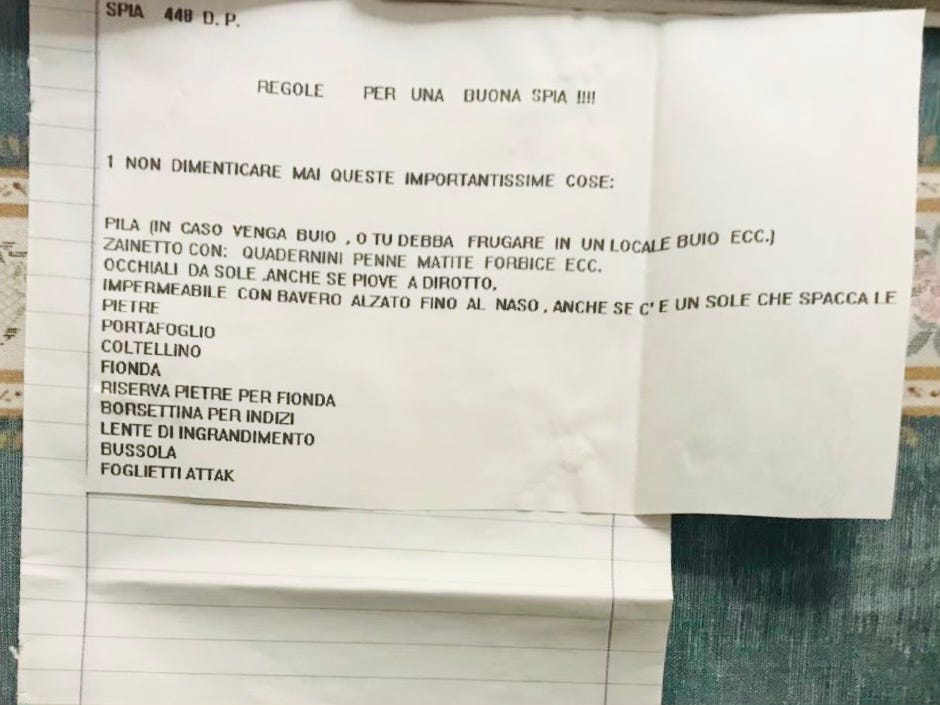 SPIA 448 D. P.
REGOLE PER UNA BUONA SPIA !!!!
1 NON DIMENTICARE MAI QUESTE IMPORTANTISSIME COSE:
PILA (IN CASO VENGA BUIO , O TU DEBBA FRUGARE IN UN LOCALE BUIO ECC.)
ZAINETTO CON: QUADERNINI PENNE MATITE FORBICE ECC.
OCCHIALI DA SOLE ,ANCHE SE PIOVE A DIROTTO,
IMPERMEABILE CON BAVERO ALZATO FINO AL NASO , ANCHE SE C' E UN SOLE CHE SPACCA LE
PIETRE
PORTAFOGLIO
COLTELLINO
FIONDA
RISERVA PIETRE PER FIONDA
BORSETTINA PER INDIZI
LENTE DI INGRANDIMENTO
BUSSOLA
FOGLIETTI ATTAK